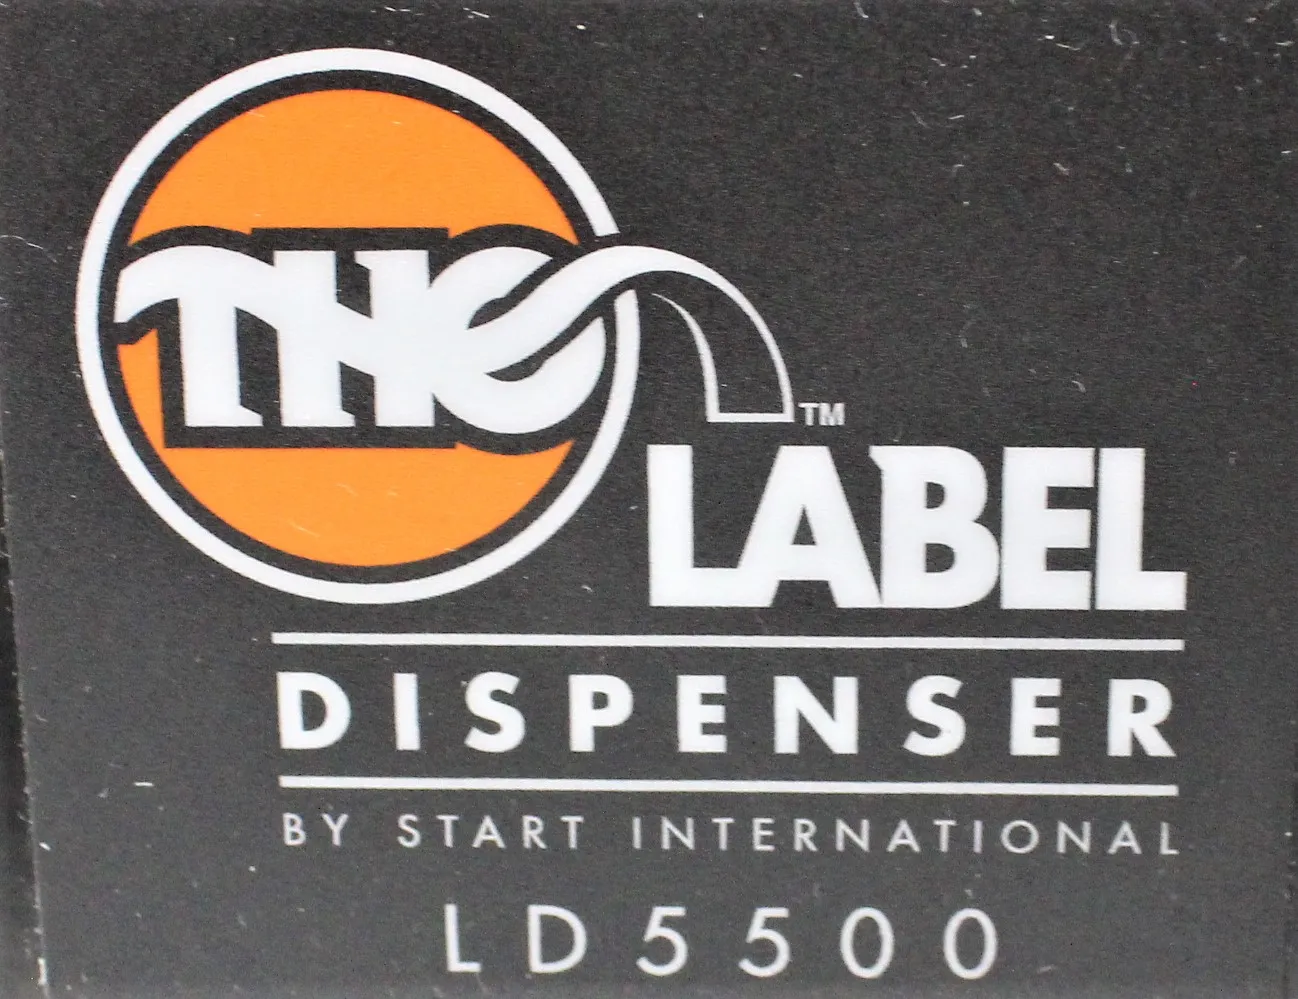 THE
TM
LABEL
DISPENSER
BY START INTERNATIONAL
LD5500